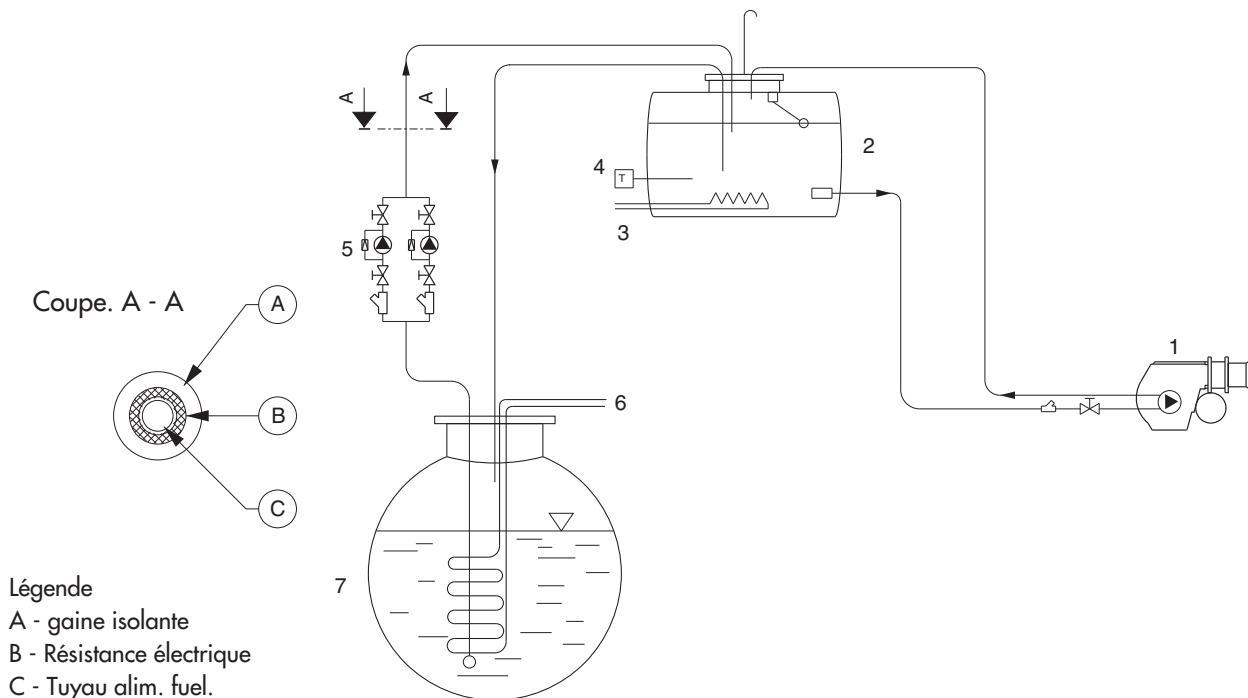 A
A
T
4
2
3
5
1
Coupe. A - A
A
B
C
6
7
Légende
A - gaine isolante
B - Résistance électrique
C - Tuyau alim. fuel.